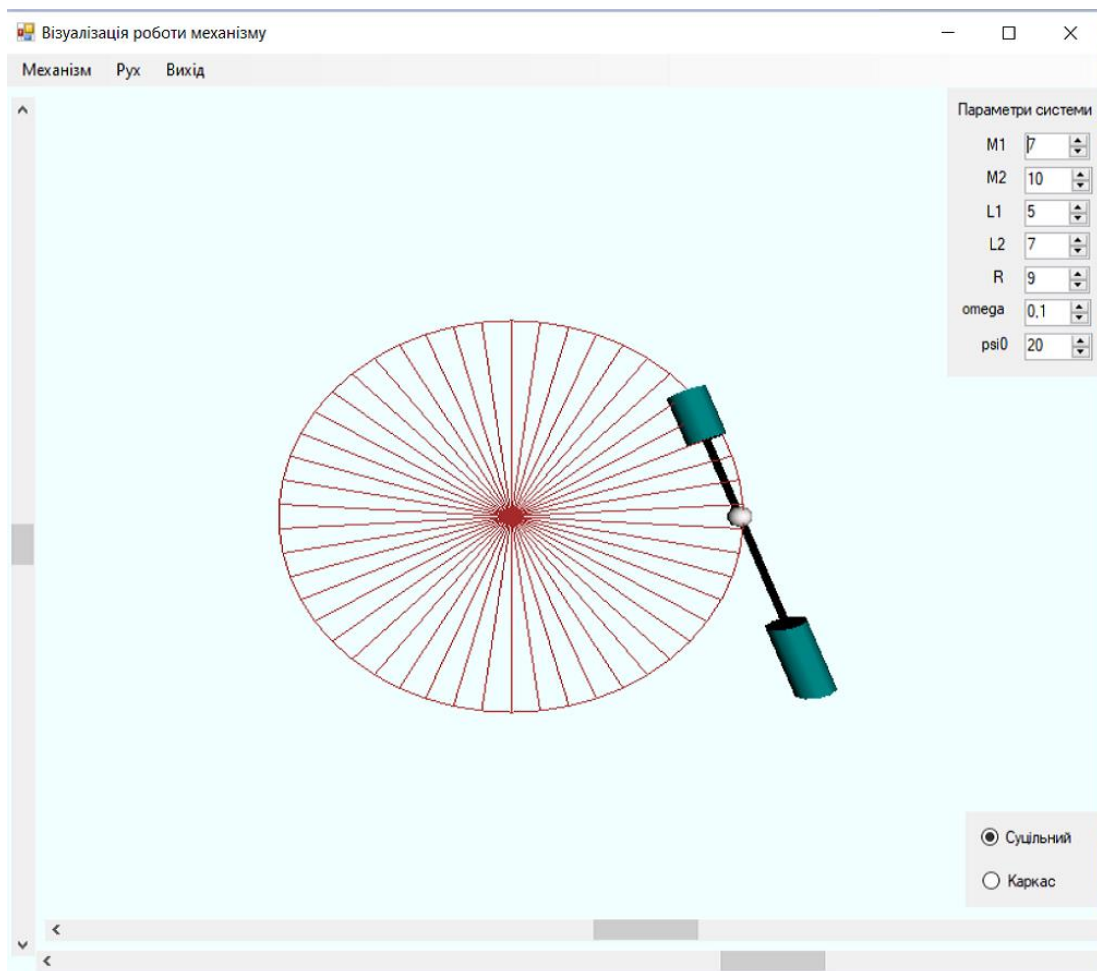 Візуалізація роботи механізму
Механізм Рух Вихід
Параметри системи
M1 7
M2 10
L1 5
L2 7
R 9
omega 0,1
psi0 20
Суцільний
Каркас